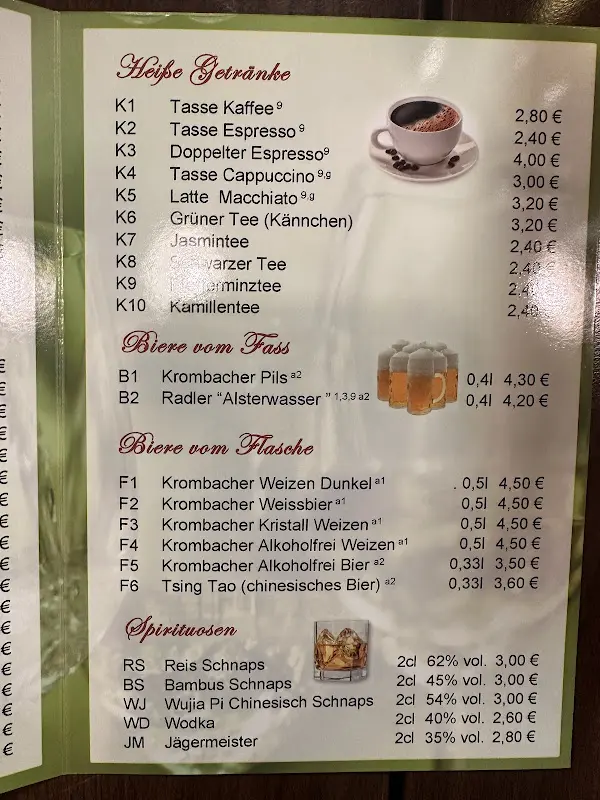 Heiße Getränke
K1 Tasse Kaffee 9 2,80 €
K2 Tasse Espresso 9 2,40 €
K3 Doppelter Espresso 9 4,00 €
K4 Tasse Cappuccino 9,g 3,00 €
K5 Latte Macchiato 9,g 3,20 €
K6 Grüner Tee (Kännchen) 3,20 €
K7 Jasmintee 2,40 €
K8 Schwarzer Tee 2,40 €
K9 Pfefferminztee
K10 Kamillentee 2,40
Biere vom Fass
B1 Krombacher Pils a2 0,4l 4,30 €
B2 Radler “Alsterwasser ” 1,3,9 a2 0,4l 4,20 €
Biere vom Flasche
F1 Krombacher Weizen Dunkel a1 . 0,5l 4,50 €
F2 Krombacher Weissbier a1 0,5l 4,50 €
F3 Krombacher Kristall Weizen a1 0,5l 4,50 €
F4 Krombacher Alkoholfrei Weizen a1 0,5l 4,50 €
F5 Krombacher Alkoholfrei Bier a2 0,33l 3,50 €
F6 Tsing Tao (chinesisches Bier) a2 0,33l 3,60 €
Spirituosen
RS Reis Schnaps 2cl 62% vol. 3,00 €
BS Bambus Schnaps 2cl 45% vol. 3,00 €
WJ Wujia Pi Chinesisch Schnaps 2cl 54% vol. 3,00 €
WD Wodka 2cl 40% vol. 2,60 €
JM Jägermeister 2cl 35% vol. 2,80 €